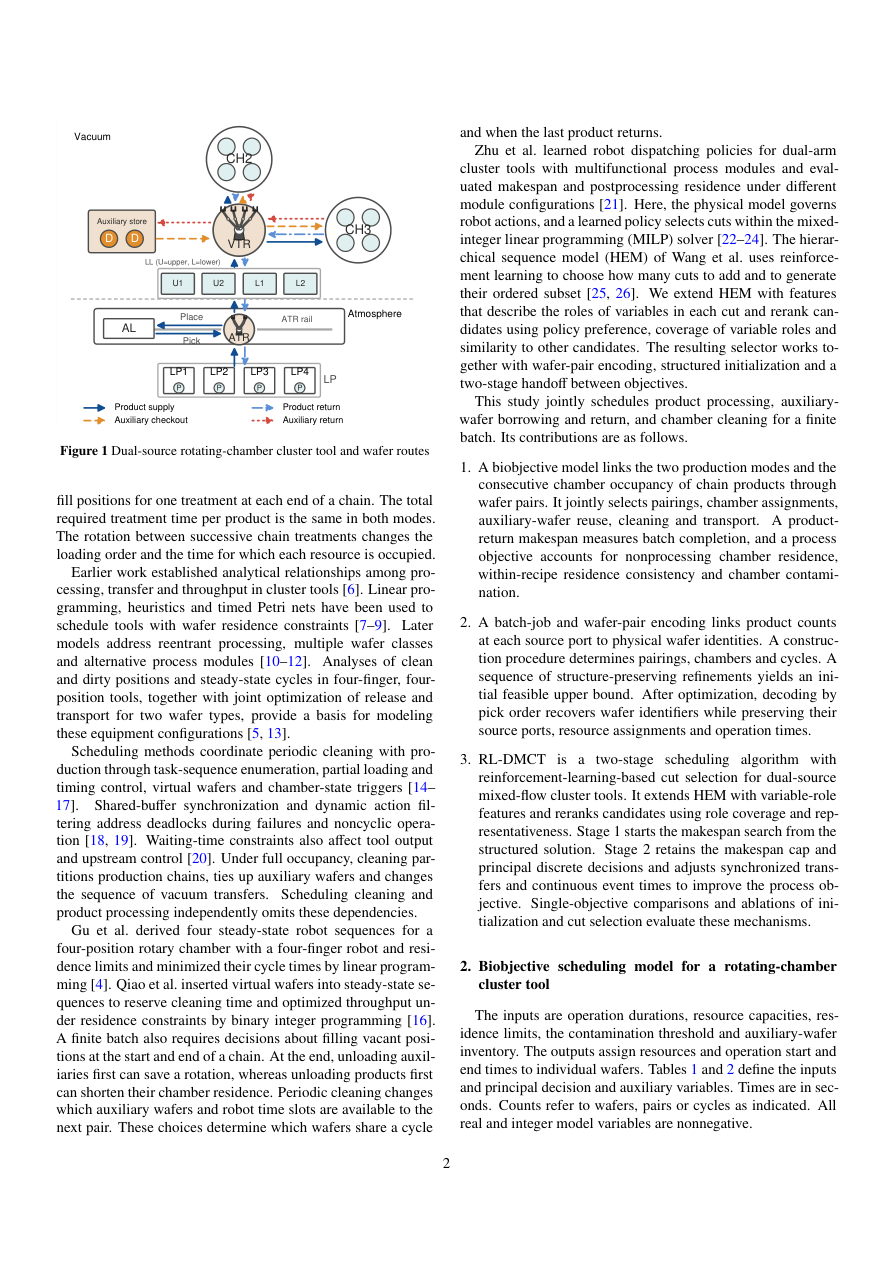 Vacuum
CH2
Auxiliary store
D
D
VTR
CH3
LL (U=upper, L=lower)
U1
U2
L1
L2
Atmosphere
Place
ATR rail
AL
Pick
ATR
LP1
LP2
LP3
LP4
P
P
P
P
LP
Product supply
Product return
Auxiliary checkout
Auxiliary return
Figure 1 Dual-source rotating-chamber cluster tool and wafer routes
fill positions for one treatment at each end of a chain. The total
required treatment time per product is the same in both modes.
The rotation between successive chain treatments changes the
loading order and the time for which each resource is occupied.
Earlier work established analytical relationships among pro-
cessing, transfer and throughput in cluster tools [6]. Linear pro-
gramming, heuristics and timed Petri nets have been used to
schedule tools with wafer residence constraints [7–9]. Later
models address reentrant processing, multiple wafer classes
and alternative process modules [10–12]. Analyses of clean
and dirty positions and steady-state cycles in four-finger, four-
position tools, together with joint optimization of release and
transport for two wafer types, provide a basis for modeling
these equipment configurations [5, 13].
Scheduling methods coordinate periodic cleaning with pro-
duction through task-sequence enumeration, partial loading and
timing control, virtual wafers and chamber-state triggers [14–
17]. Shared-buffer synchronization and dynamic action fil-
tering address deadlocks during failures and noncyclic opera-
tion [18, 19]. Waiting-time constraints also affect tool output
and upstream control [20]. Under full occupancy, cleaning par-
titions production chains, ties up auxiliary wafers and changes
the sequence of vacuum transfers. Scheduling cleaning and
product processing independently omits these dependencies.
Gu et al. derived four steady-state robot sequences for a
four-position rotary chamber with a four-finger robot and resi-
dence limits and minimized their cycle times by linear program-
ming [4]. Qiao et al. inserted virtual wafers into steady-state se-
quences to reserve cleaning time and optimized throughput un-
der residence constraints by binary integer programming [16].
A finite batch also requires decisions about filling vacant posi-
tions at the start and end of a chain. At the end, unloading auxil-
iaries first can save a rotation, whereas unloading products first
can shorten their chamber residence. Periodic cleaning changes
which auxiliary wafers and robot time slots are available to the
next pair. These choices determine which wafers share a cycle
and when the last product returns.
Zhu et al. learned robot dispatching policies for dual-arm
cluster tools with multifunctional process modules and eval-
uated makespan and postprocessing residence under different
module configurations [21]. Here, the physical model governs
robot actions, and a learned policy selects cuts within the mixed-
integer linear programming (MILP) solver [22–24]. The hierar-
chical sequence model (HEM) of Wang et al. uses reinforce-
ment learning to choose how many cuts to add and to generate
their ordered subset [25, 26]. We extend HEM with features
that describe the roles of variables in each cut and rerank can-
didates using policy preference, coverage of variable roles and
similarity to other candidates. The resulting selector works to-
gether with wafer-pair encoding, structured initialization and a
two-stage handoff between objectives.
This study jointly schedules product processing, auxiliary-
wafer borrowing and return, and chamber cleaning for a finite
batch. Its contributions are as follows.
1. A biobjective model links the two production modes and the
consecutive chamber occupancy of chain products through
wafer pairs. It jointly selects pairings, chamber assignments,
auxiliary-wafer reuse, cleaning and transport. A product-
return makespan measures batch completion, and a process
objective accounts for nonprocessing chamber residence,
within-recipe residence consistency and chamber contami-
nation.
2. A batch-job and wafer-pair encoding links product counts
at each source port to physical wafer identities. A construc-
tion procedure determines pairings, chambers and cycles. A
sequence of structure-preserving refinements yields an ini-
tial feasible upper bound. After optimization, decoding by
pick order recovers wafer identifiers while preserving their
source ports, resource assignments and operation times.
3. RL-DMCT is a two-stage scheduling algorithm with
reinforcement-learning-based cut selection for dual-source
mixed-flow cluster tools. It extends HEM with variable-role
features and reranks candidates using role coverage and rep-
resentativeness. Stage 1 starts the makespan search from the
structured solution. Stage 2 retains the makespan cap and
principal discrete decisions and adjusts synchronized trans-
fers and continuous event times to improve the process ob-
jective. Single-objective comparisons and ablations of ini-
tialization and cut selection evaluate these mechanisms.
2. Biobjective scheduling model for a rotating-chamber
cluster tool
The inputs are operation durations, resource capacities, res-
idence limits, the contamination threshold and auxiliary-wafer
inventory. The outputs assign resources and operation start and
end times to individual wafers. Tables 1 and 2 define the inputs
and principal decision and auxiliary variables. Times are in sec-
onds. Counts refer to wafers, pairs or cycles as indicated. All
real and integer model variables are nonnegative.
2